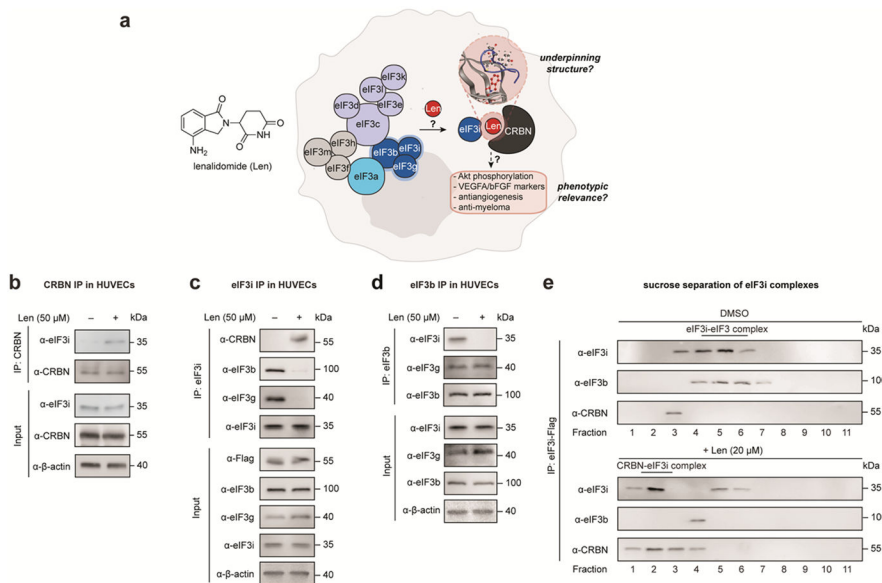 a
lenalidomide (Len)
NH2
N
O
O
NH
O
eIF3k
eIF3l
eIF3d
eIF3e
eIF3c
eIF3h
eIF3m
eIF3f
eIF3b
eIF3i
eIF3g
eIF3a
Len
?
eIF3i
Len
CRBN
underpinning
structure?
?
- Akt phosphorylation
- VEGFA/bFGF markers
- antiangiogenesis
- anti-myeloma
phenotypic
relevance?
b
CRBN IP in HUVECs
Len (50 μM) – + kDa
IP: CRBN
α-eIF3i 35
α-CRBN 55
Input
α-eIF3i 35
α-CRBN 55
α-β-actin 40
c
eIF3i IP in HUVECs
Len (50 μM) – + kDa
IP: eIF3i
α-CRBN 55
α-eIF3b 100
α-eIF3g 40
α-eIF3i 35
Input
α-Flag 55
α-eIF3b 100
α-eIF3g 40
α-eIF3i 35
α-β-actin 40
d
eIF3b IP in HUVECs
Len (50 μM) – + kDa
IP: eIF3b
α-eIF3i 35
α-eIF3g 40
α-eIF3b 100
Input
α-eIF3i 35
α-eIF3g 40
α-eIF3b 100
α-β-actin 40
e
sucrose separation of eIF3i complexes
DMSO
eIF3i-eIF3 complex kDa
IP: eIF3i-Flag
α-eIF3i 35
α-eIF3b 100
α-CRBN 55
Fraction 1 2 3 4 5 6 7 8 9 10 11
+ Len (20 μM)
CRBN-eIF3i complex kDa
α-eIF3i 35
α-eIF3b 10
α-CRBN 55
Fraction 1 2 3 4 5 6 7 8 9 10 11